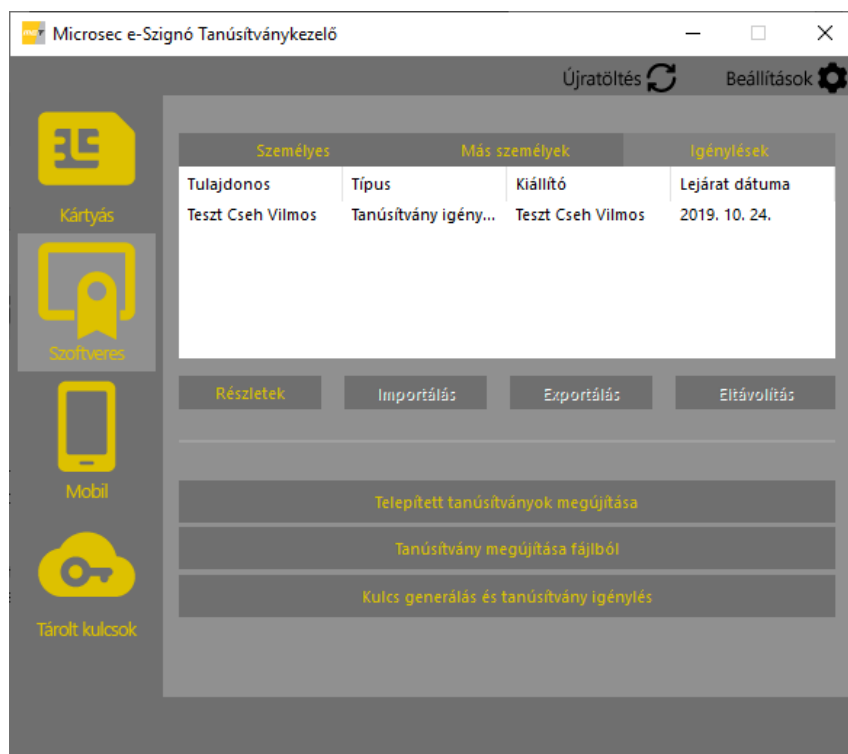 Microsec e-Szignó Tanúsítványkezelő
Újratöltés Beállítások
Személyes Más személyek Igénylések
Tulajdonos Típus Kiállító Lejárat dátuma
Teszt Cseh Vilmos Tanúsítvány igény... Teszt Cseh Vilmos 2019. 10. 24.
Kártyás
Szoftveres
Mobil
Tárolt kulcsok
Részletek Importálás Exportálás Eltávolítás
Telepített tanúsítványok megújítása
Tanúsítvány megújítása fájlból
Kulcs generálás és tanúsítvány igénylés